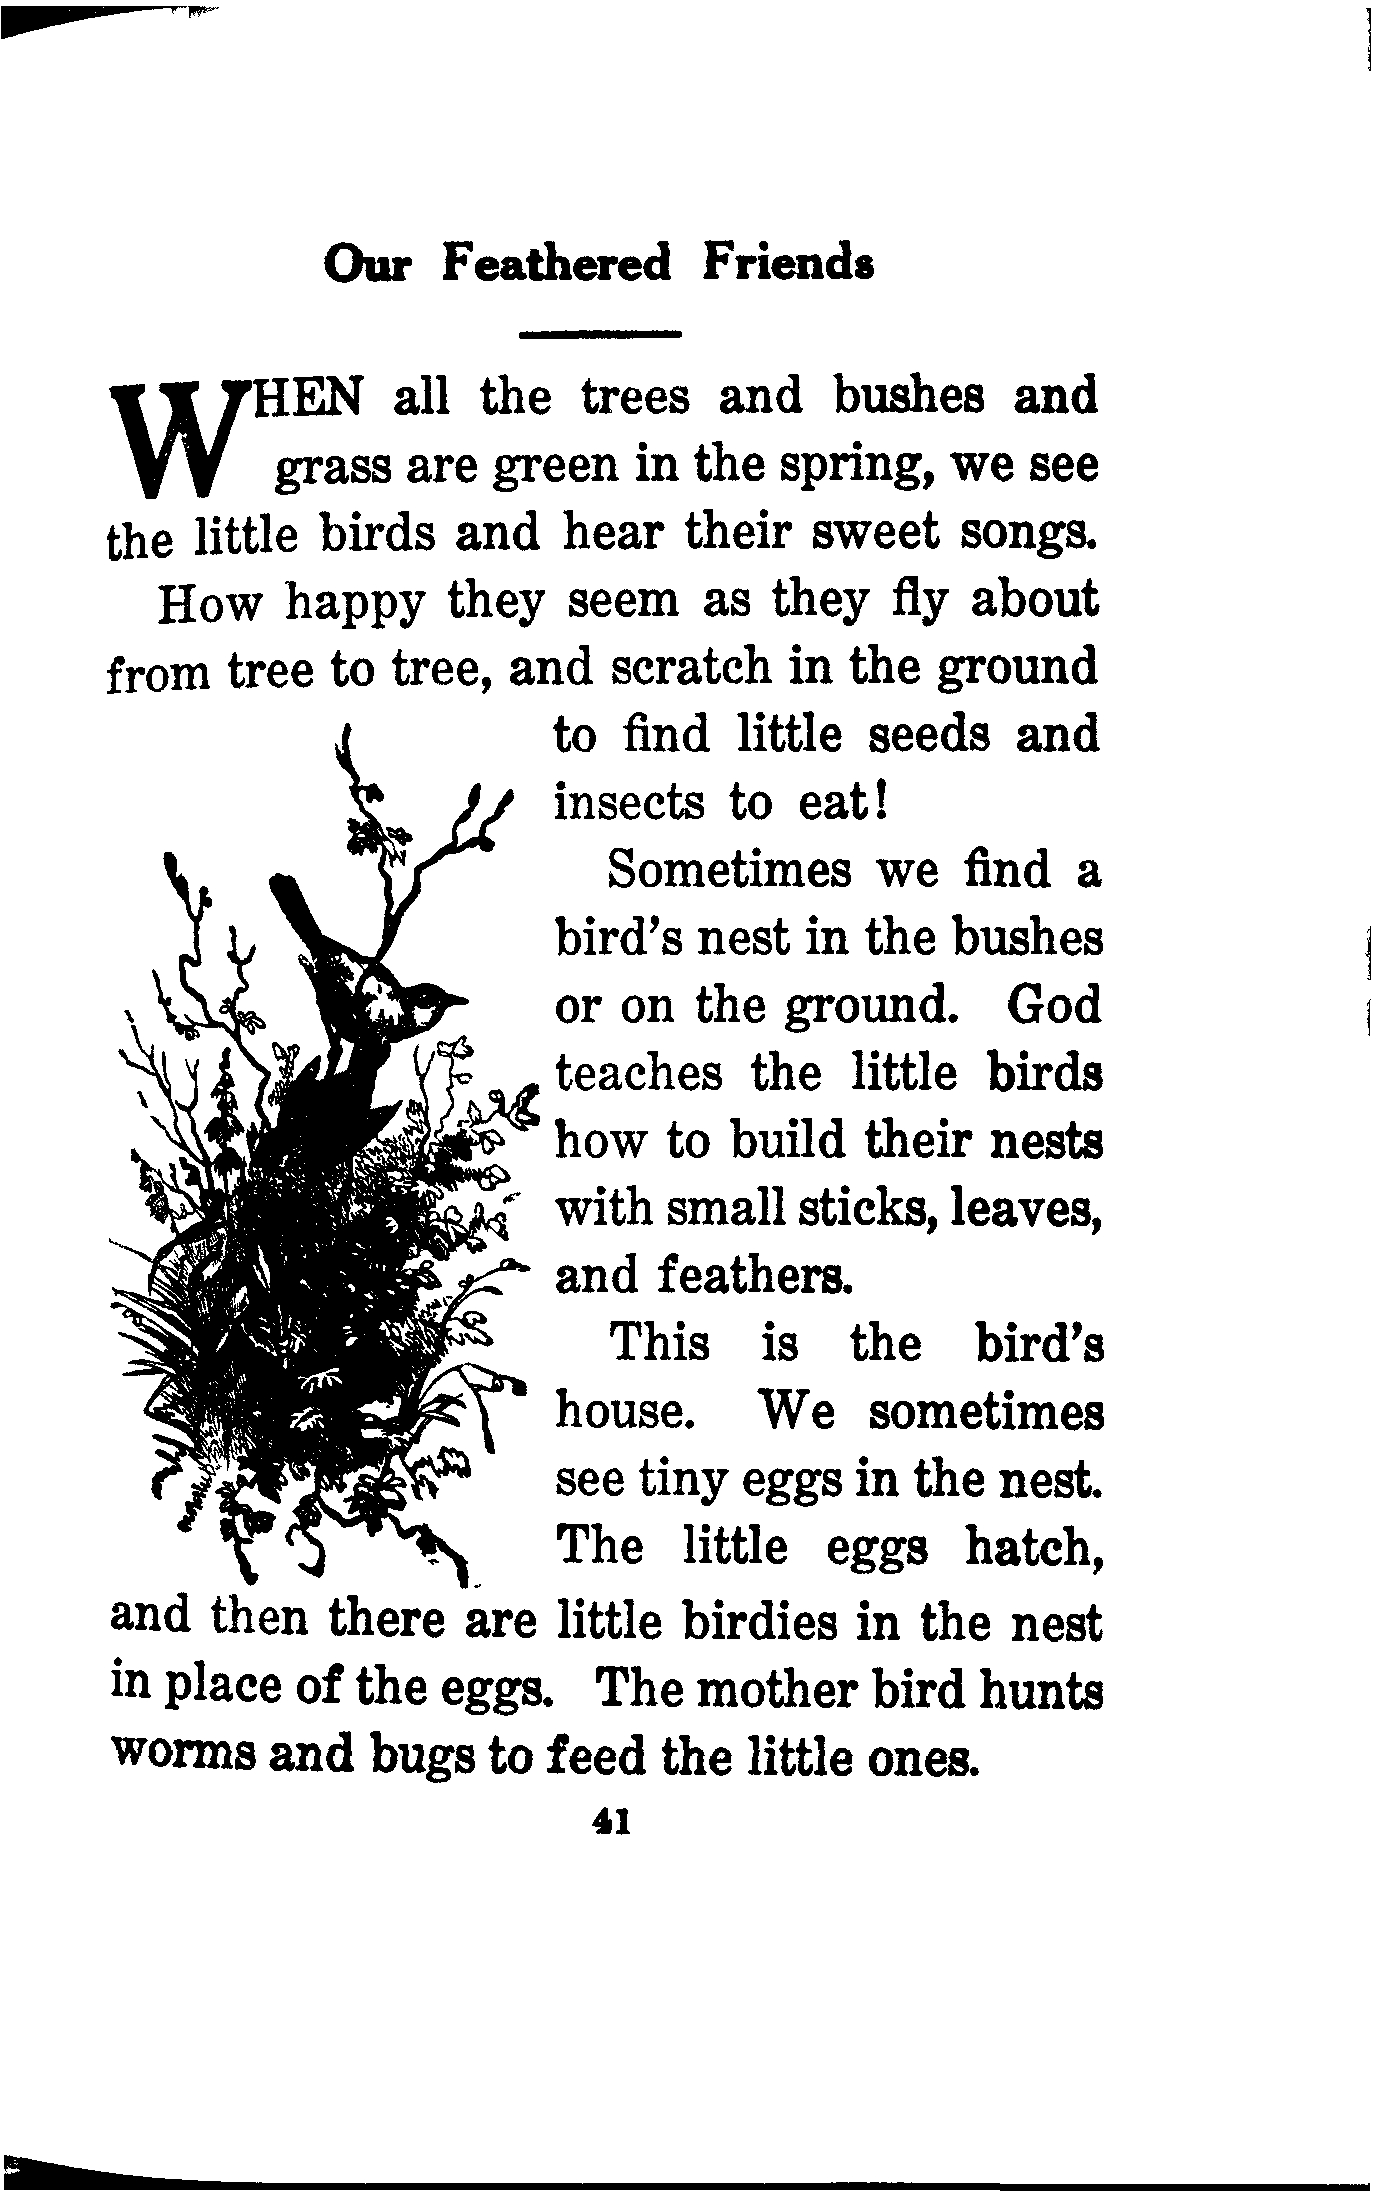 Our Feathered Friends
WHEN all the trees and bushes and
grass are green in the spring, we see
the little birds and hear their sweet songs.
How happy they seem as they fly about
from tree to tree, and scratch in the ground
to find little seeds and
insects to eat!
Sometimes we find a
bird's nest in the bushes
or on the ground. God
teaches the little birds
how to build their nests
with small sticks, leaves,
and feathers.
This is the bird's
house. We sometimes
see tiny eggs in the nest.
The little eggs hatch,
and then there are little birdies in the nest
in place of the eggs. The mother bird hunts
worms and bugs to feed the little ones.
41